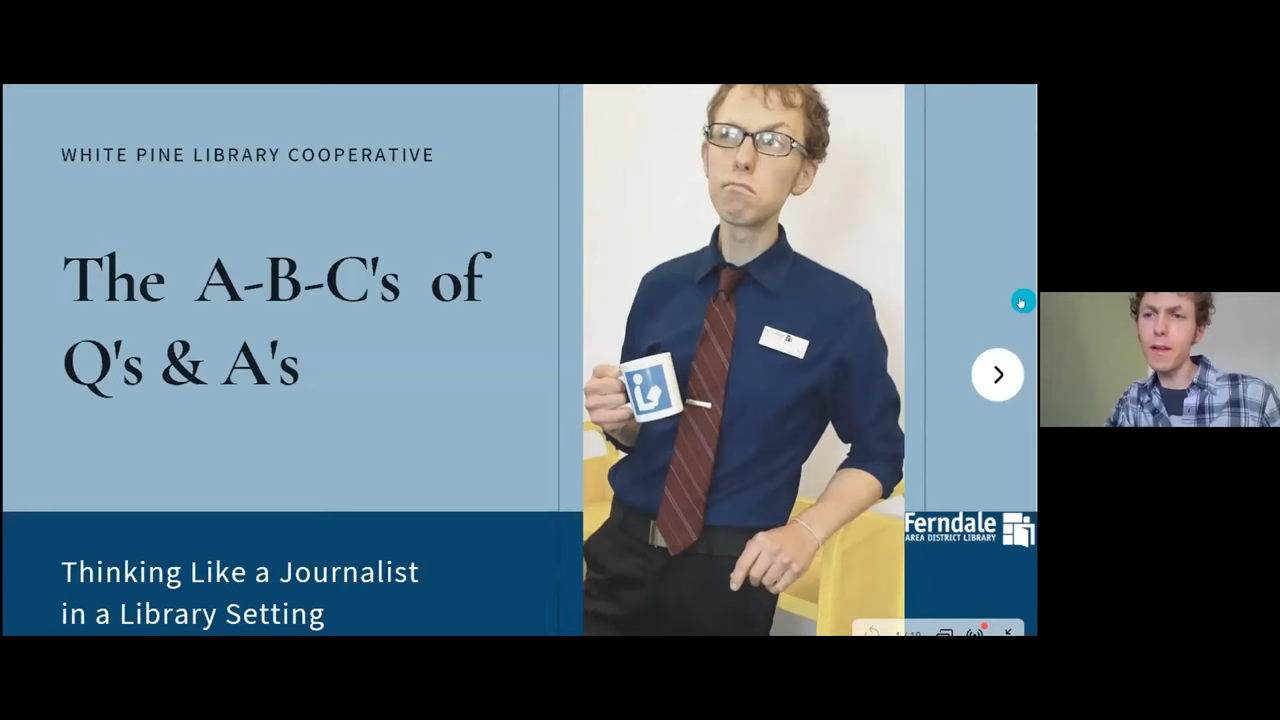 WHITE PINE LIBRARY COOPERATIVE
The A-B-C's of
Q's & A's
Thinking Like a Journalist
in a Library Setting
Ferndale
AREA DISTRICT LIBRARY